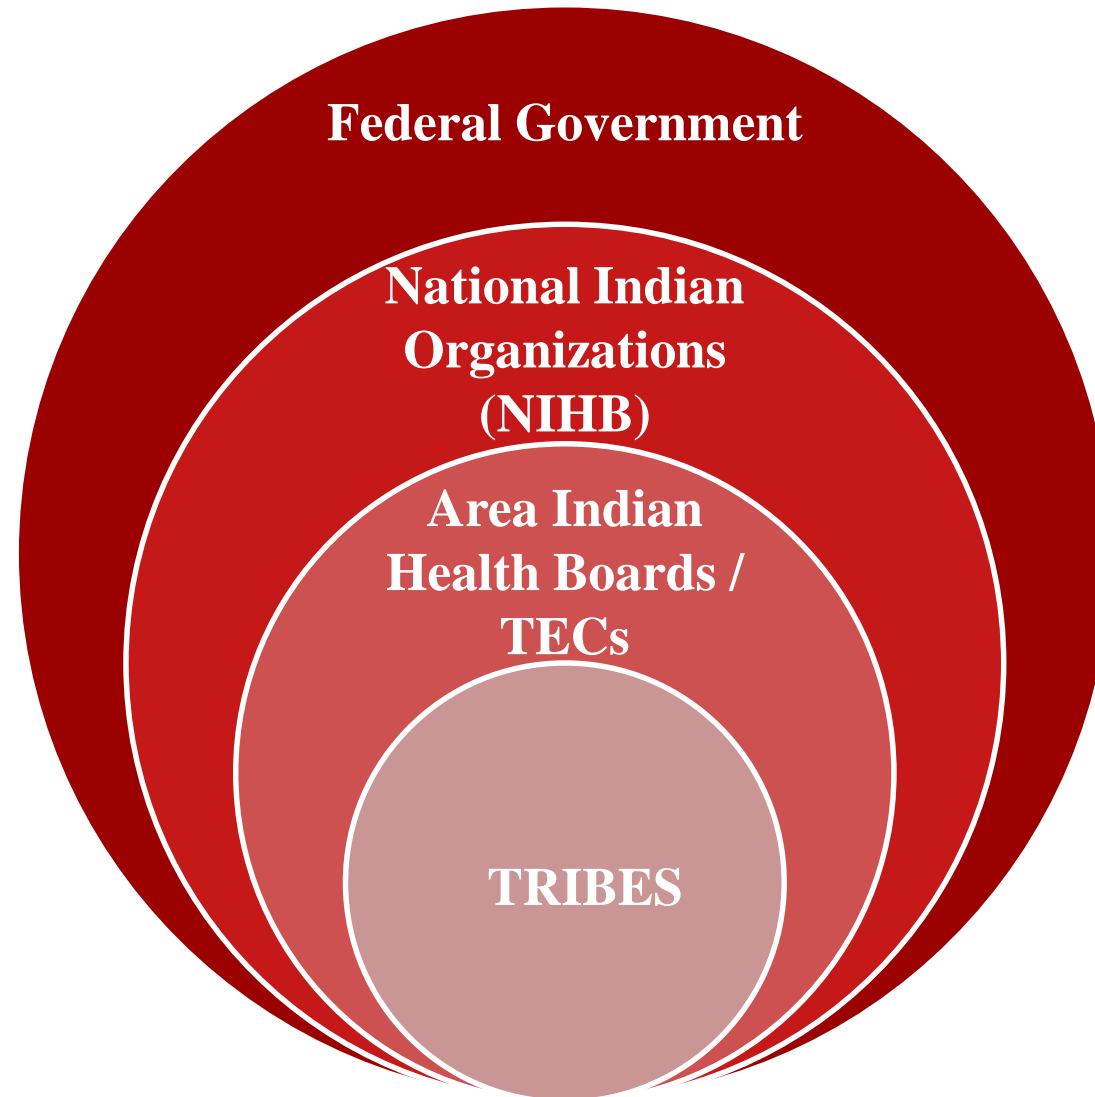 Federal Government
National Indian
Organizations
(NIHB)
Area Indian
Health Boards /
TECs
TRIBES